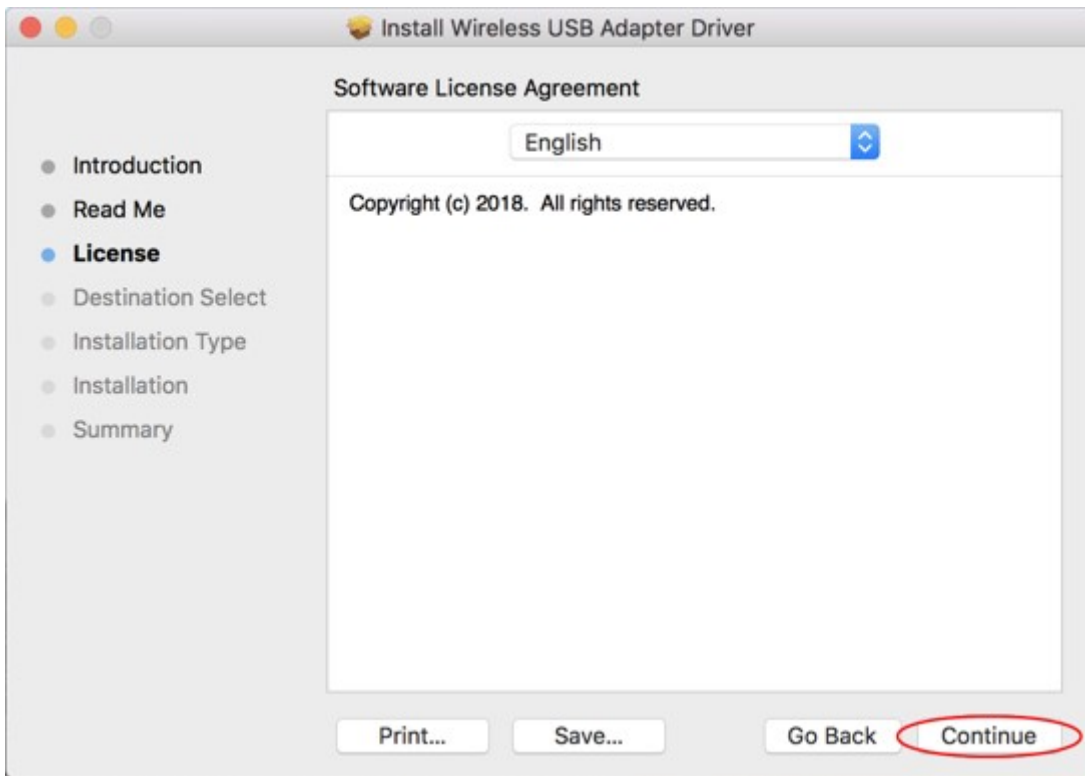 Install Wireless USB Adapter Driver
Software License Agreement
English
Introduction
Read Me
License
Destination Select
Installation Type
Installation
Summary
Copyright (c) 2018.  All rights reserved.
Print...
Save...
Go Back
Continue